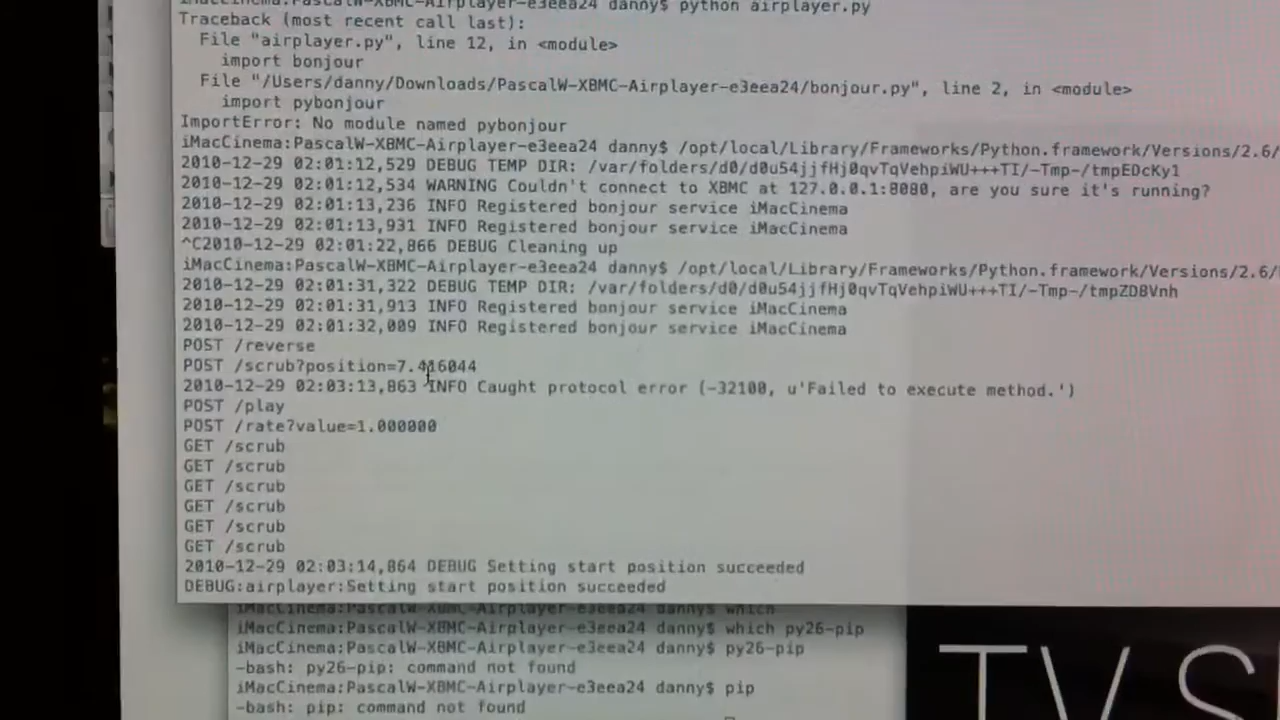 iMacCinema:PascalW-XBMC-Airplayer-e3eea24 danny$ python airplayer.py
Traceback (most recent call last):
File "airplayer.py", line 12, in <module>
import bonjour
File "/Users/danny/Downloads/PascalW-XBMC-Airplayer-e3eea24/bonjour.py", line 2, in <module>
import pybonjour
ImportError: No module named pybonjour
iMacCinema:PascalW-XBMC-Airplayer-e3eea24 danny$ /opt/local/Library/Frameworks/Python.framework/Versions/2.6/
2010-12-29 02:01:12,529 DEBUG TEMP DIR: /var/folders/d0/d0u54jjfHj0qvTqVehpiWU+++TI/-Tmp-/tmpEDcKy1
2010-12-29 02:01:12,534 WARNING Couldn't connect to XBMC at 127.0.0.1:8080, are you sure it's running?
2010-12-29 02:01:13,236 INFO Registered bonjour service iMacCinema
2010-12-29 02:01:13,931 INFO Registered bonjour service iMacCinema
^C2010-12-29 02:01:22,866 DEBUG Cleaning up
iMacCinema:PascalW-XBMC-Airplayer-e3eea24 danny$ /opt/local/Library/Frameworks/Python.framework/Versions/2.6/
2010-12-29 02:01:31,322 DEBUG TEMP DIR: /var/folders/d0/d0u54jjfHj0qvTqVehpiWU+++TI/-Tmp-/tmpZD8Vnh
2010-12-29 02:01:31,913 INFO Registered bonjour service iMacCinema
2010-12-29 02:01:32,009 INFO Registered bonjour service iMacCinema
POST /reverse
POST /scrub?position=7.416044
2010-12-29 02:03:13,863 INFO Caught protocol error (-32100, u'Failed to execute method.')
POST /play
POST /rate?value=1.000000
GET /scrub
GET /scrub
GET /scrub
GET /scrub
GET /scrub
GET /scrub
2010-12-29 02:03:14,864 DEBUG Setting start position succeeded
DEBUG:airplayer:Setting start position succeeded
iMacCinema:PascalW-XBMC-Airplayer-e3eea24 danny$ which
iMacCinema:PascalW-XBMC-Airplayer-e3eea24 danny$ which py26-pip
iMacCinema:PascalW-XBMC-Airplayer-e3eea24 danny$ py26-pip
-bash: py26-pip: command not found
iMacCinema:PascalW-XBMC-Airplayer-e3eea24 danny$ pip
-bash: pip: command not found
TV S